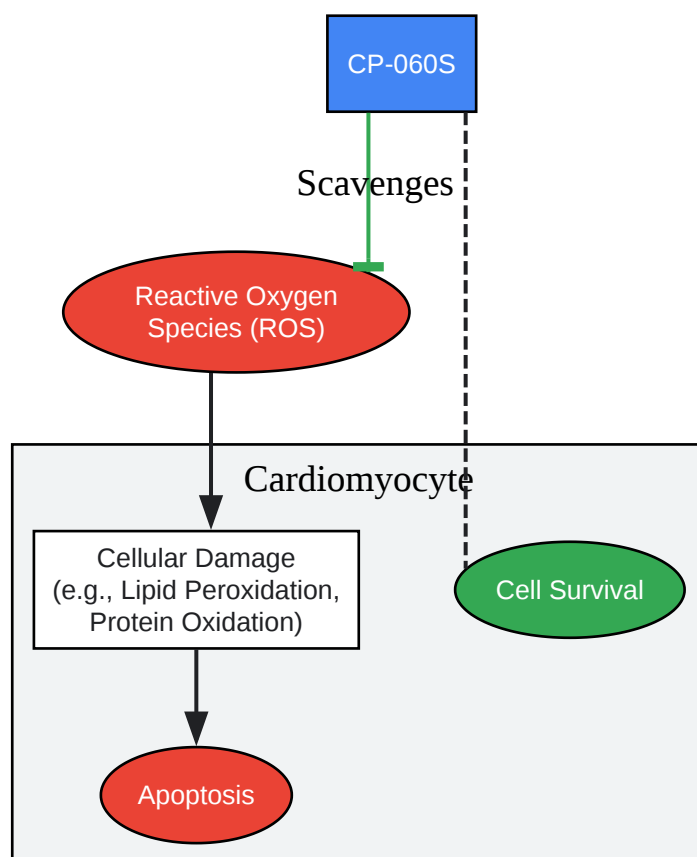 CP-060S
Scavenges
Reactive Oxygen
Species (ROS)
Cardiomyocyte
Cellular Damage
(e.g., Lipid Peroxidation,
Protein Oxidation)
Cell Survival
Apoptosis